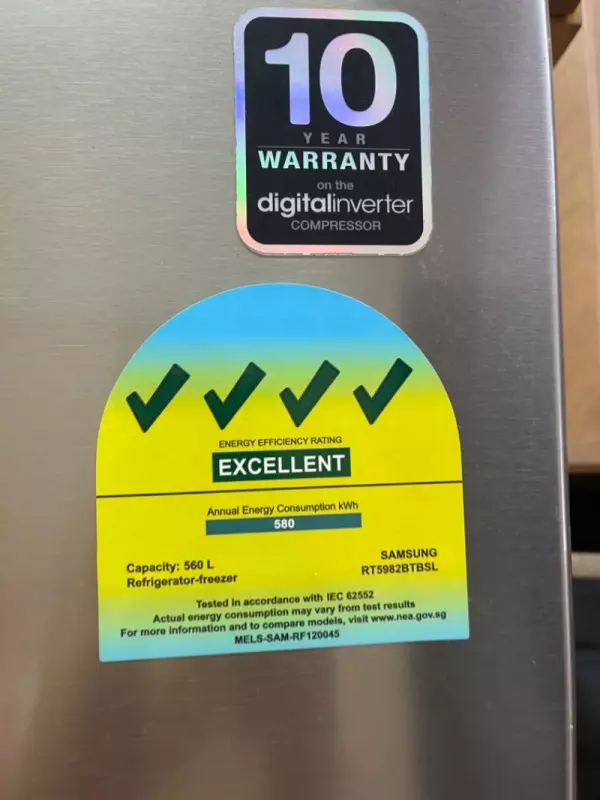 10
YEAR
WARRANTY
on the
digitalinverter
COMPRESSOR
ENERGY EFFICIENCY RATING
EXCELLENT
Annual Energy Consumption kWh
580
Capacity: 560 L
Refrigerator-freezer
SAMSUNG
RT5982BTBSL
Tested in accordance with IEC 62552
Actual energy consumption may vary from test results
For more information and to compare models, visit www.nea.gov.sg
MELS-SAM-RF120045